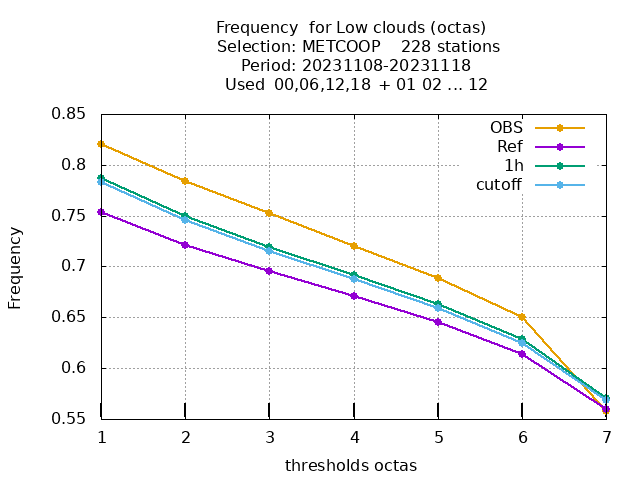 Frequency  for Low clouds (octas)
Selection: METCOOP    228 stations
Period: 20231108-20231118
Used  00,06,12,18 + 01 02 ... 12
0.85
0.8
0.75
0.7
0.65
0.6
0.55
Frequency
OBS
Ref
1h
cutoff
1 2 3 4 5 6 7
thresholds octas